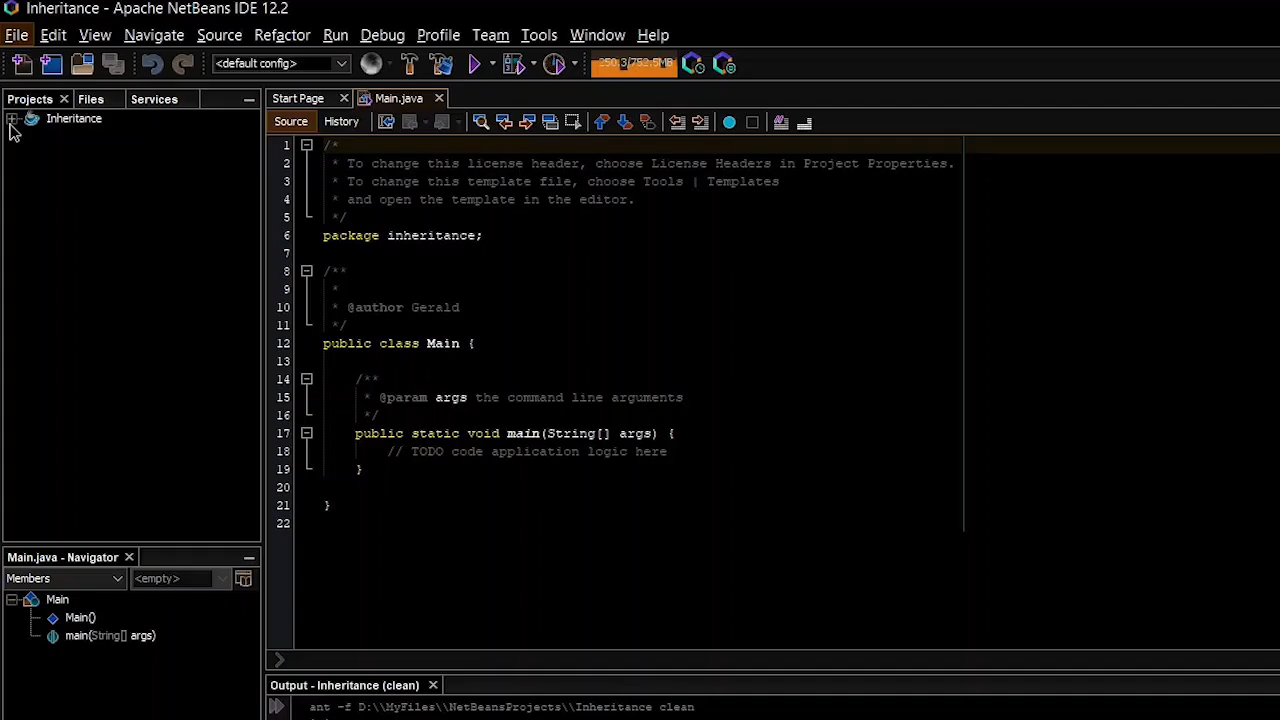 Inheritance - Apache NetBeans IDE 12.2
File Edit View Navigate Source Refactor Run Debug Profile Team Tools Window Help
<default config> 250,3/752,5MB
Projects Files Services
Start Page Main.java
Inheritance
Source History
1 /*
2 * To change this license header, choose License Headers in Project Properties.
3 * To change this template file, choose Tools | Templates
4 * and open the template in the editor.
5 */
6 package inheritance;
7
8 /**
9 *
10 * @author Gerald
11 */
12 public class Main {
13
14 /**
15 * @param args the command line arguments
16 */
17 public static void main(String[] args) {
18 // TODO code application logic here
19 }
20
21 }
22
Main.java - Navigator
Members <empty>
Main
Main()
main(String[] args)
Output - Inheritance (clean)
ant -f D:\\MyFiles\\NetBeansProjects\\Inheritance clean